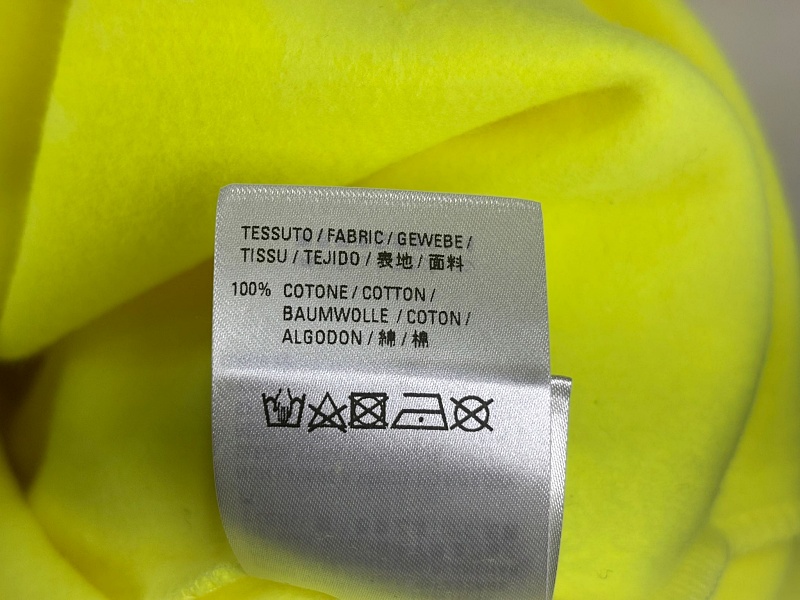 TESSUTO / FABRIC / GEWEBE /
TISSU / TEJIDO / 表地 / 面料
100% COTONE / COTTON /
BAUMWOLLE / COTON /
ALGODON / 綿 / 棉